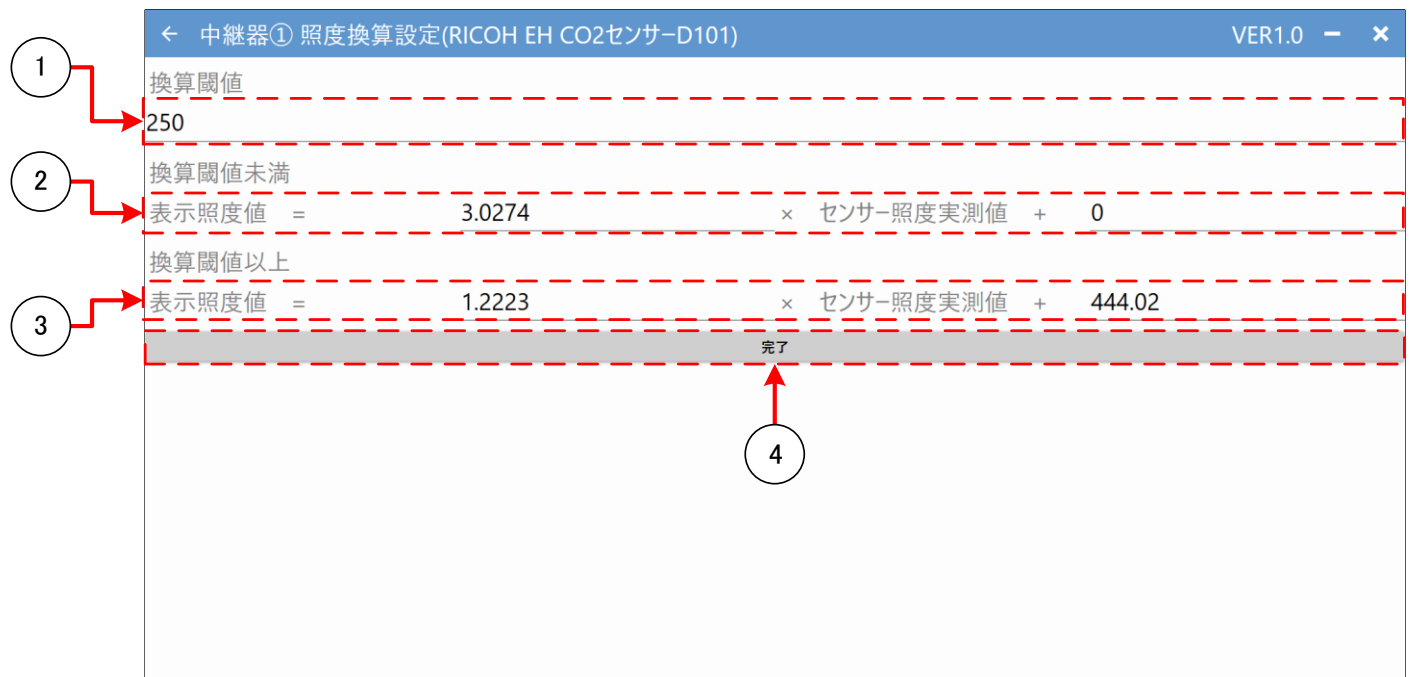 ← 中継器① 照度換算設定(RICOH EH CO2センサーD101) VER1.0 − ×
1
換算閾値
250
2
換算閾値未満
表示照度値 = 3.0274 × センサー照度実測値 + 0
換算閾値以上
3
表示照度値 = 1.2223 × センサー照度実測値 + 444.02
完了
4